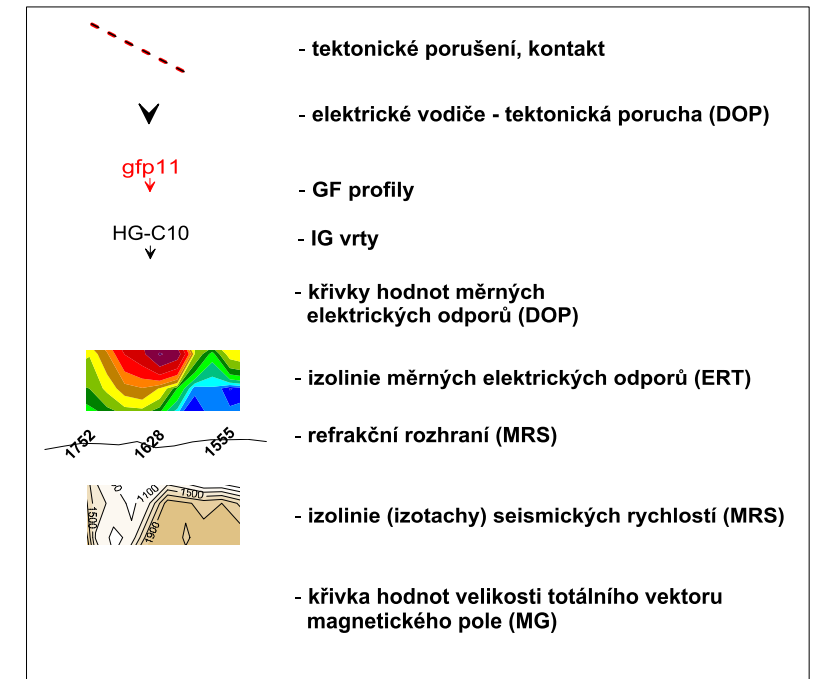 - tektonické porušení, kontakt
- elektrické vodiče - tektonická porucha (DOP)
gfp11
- GF profily
HG-C10
- IG vrty
- křivky hodnot měrných
elektrických odporů (DOP)
- izolinie měrných elektrických odporů (ERT)
1752 1628 1555
- refrakční rozhraní (MRS)
1500 1100 1500 1900
- izolinie (izotachy) seismických rychlostí (MRS)
- křivka hodnot velikosti totálního vektoru
magnetického pole (MG)